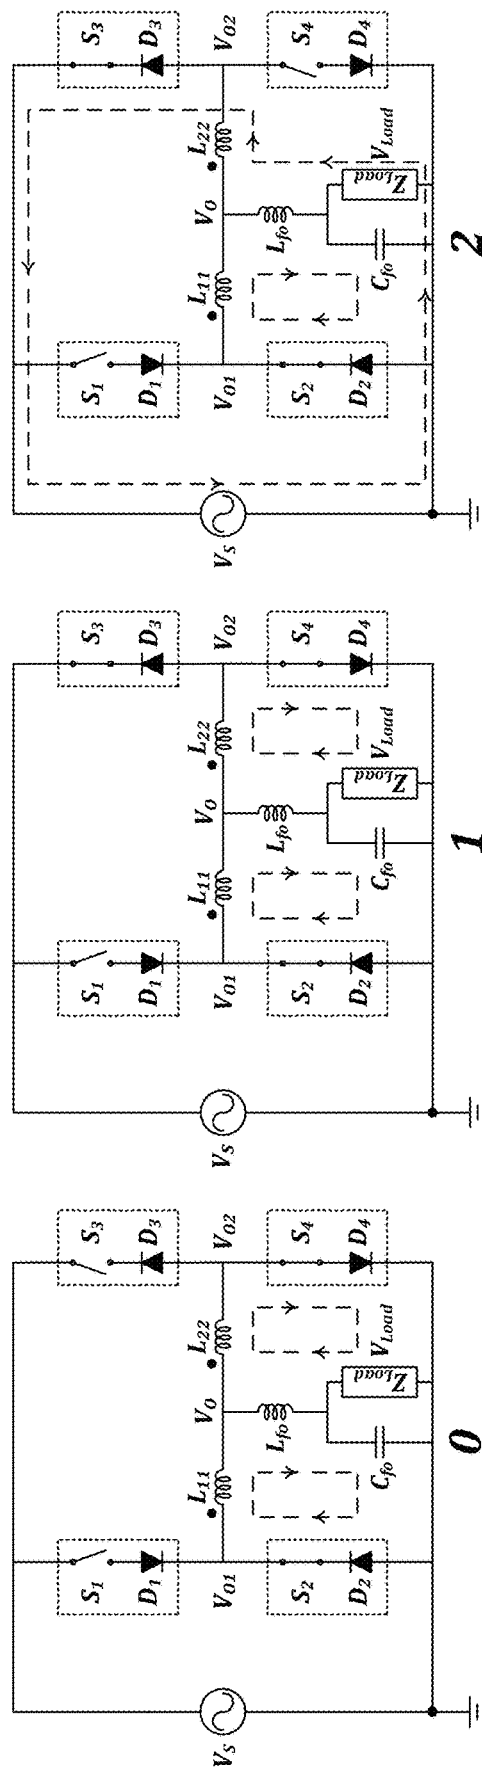 S1
S3
D1
D3
VS
VO1
L11
VO
L22
VO2
S2
Lfo
S4
D2
Cfo
ZLoad
VLoad
D4
0
S1
S3
D1
D3
VS
VO1
L11
VO
L22
VO2
S2
Lfo
S4
D2
Cfo
ZLoad
VLoad
D4
1
S1
S3
D1
D3
VS
VO1
L11
VO
L22
VO2
S2
Lfo
S4
D2
Cfo
ZLoad
VLoad
D4
2